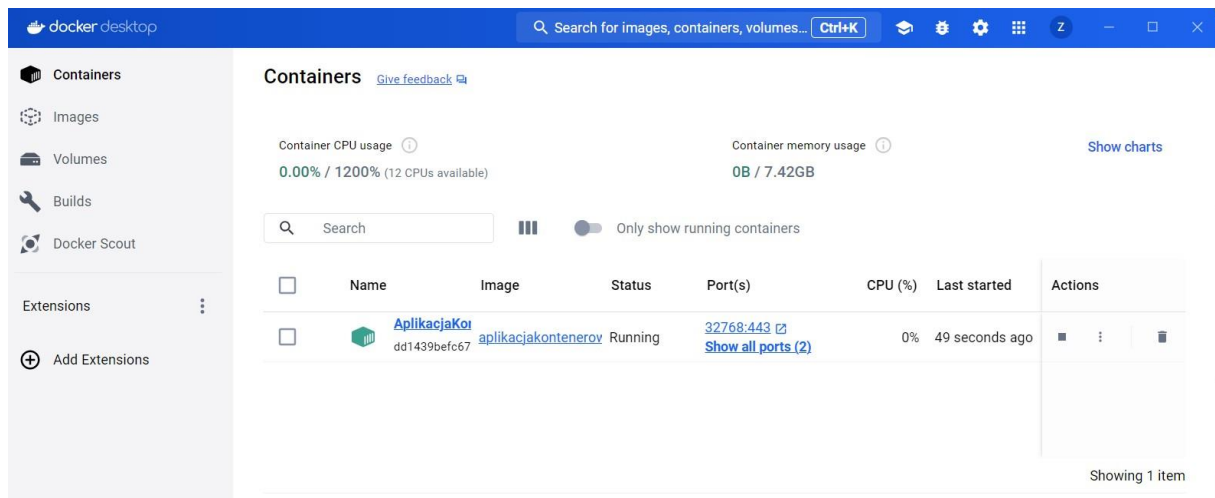 docker desktop
Search for images, containers, volumes... Ctrl+K
Z
Containers
Images
Volumes
Builds
Docker Scout
Extensions
Add Extensions
Containers Give feedback
Container CPU usage
0.00% / 1200% (12 CPUs available)
Container memory usage
0B / 7.42GB
Show charts
Search
Only show running containers
Name Image Status Port(s) CPU (%) Last started Actions
AplikacjaKor
dd1439befc67
aplikacjakontenerov Running
32768:443
Show all ports (2)
0% 49 seconds ago
Showing 1 item